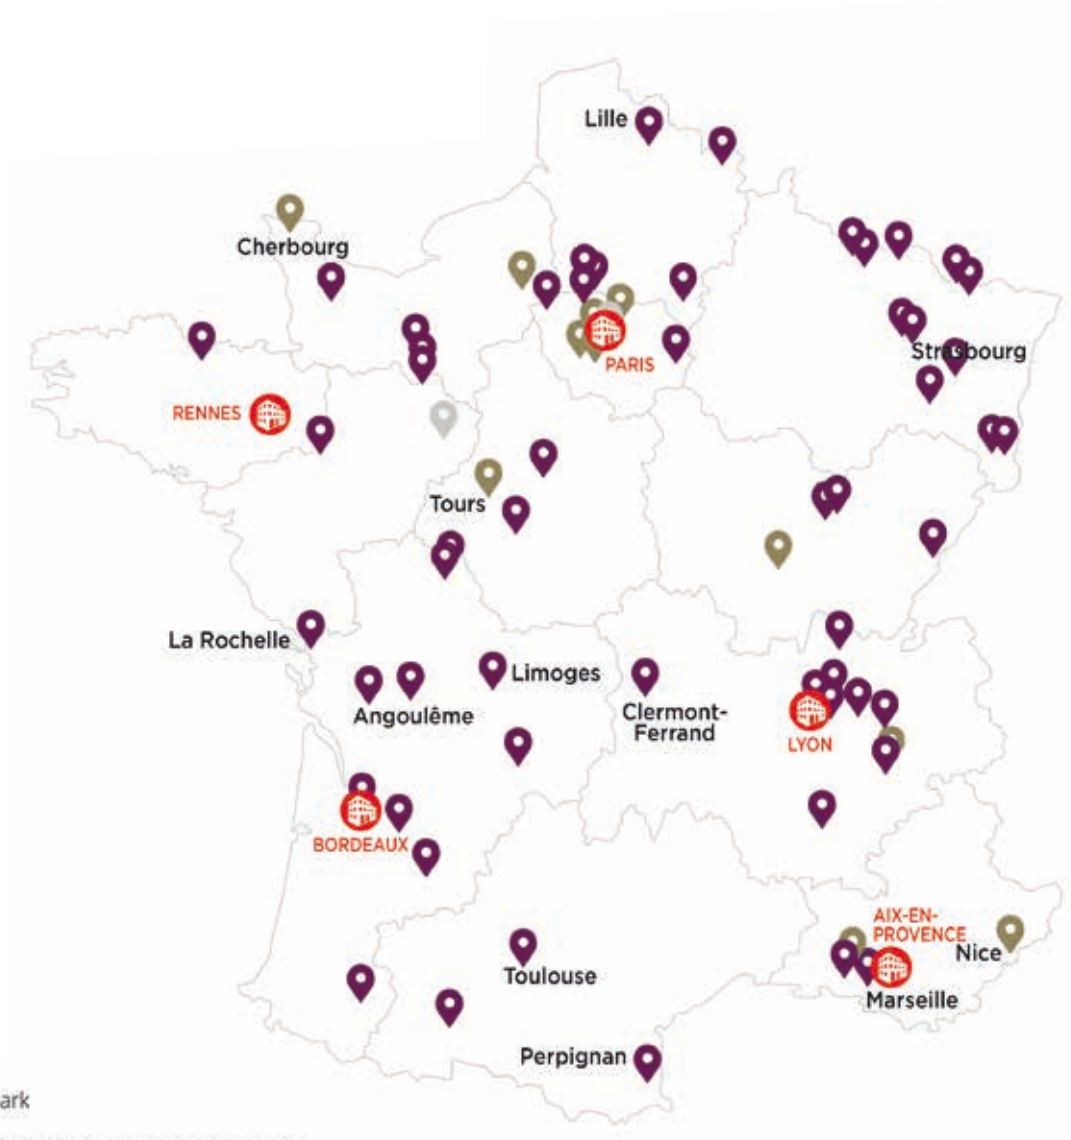 Lille
Cherbourg
Strasbourg
PARIS
RENNES
Tours
La Rochelle
Limoges
Angoulême
Clermont-
Ferrand
LYON
BORDEAUX
AIX-EN-
PROVENCE
Nice
Toulouse
Marseille
Perpignan
ark